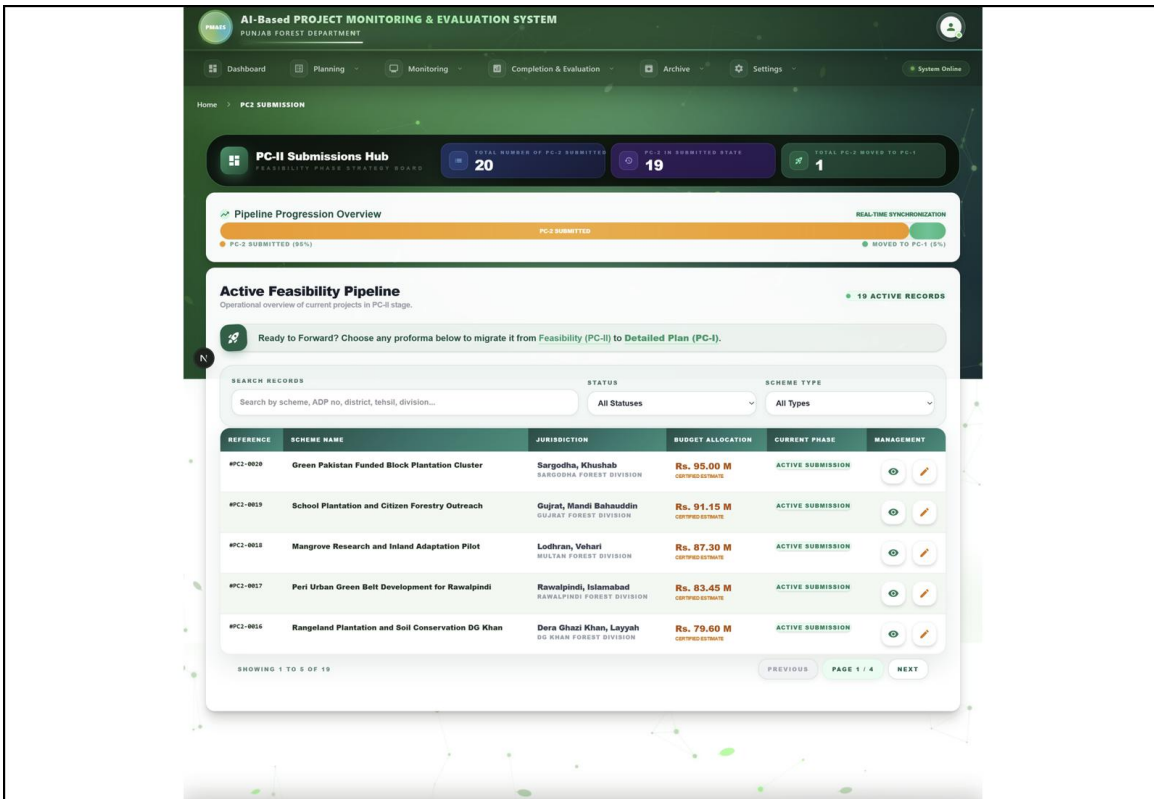 PM&ES
AI-Based PROJECT MONITORING & EVALUATION SYSTEM
PUNJAB FOREST DEPARTMENT
Dashboard Planning Monitoring Completion & Evaluation Archive Settings System Online
Home > PC2 SUBMISSION
PC-II Submissions Hub
FEASIBILITY PHASE STRATEGY BOARD
TOTAL NUMBER OF PC-2 SUBMITTED
20
PC-2 IN SUBMITTED STATE
19
TOTAL PC-2 MOVED TO PC-1
1
Pipeline Progression Overview
REAL-TIME SYNCHRONIZATION
PC-2 SUBMITTED
PC-2 SUBMITTED (95%)
MOVED TO PC-1 (5%)
Active Feasibility Pipeline
Operational overview of current projects in PC-II stage.
19 ACTIVE RECORDS
Ready to Forward? Choose any proforma below to migrate it from Feasibility (PC-II) to Detailed Plan (PC-I).
N
SEARCH RECORDS STATUS SCHEME TYPE
Search by scheme, ADP no, district, tehsil, division... All Statuses All Types
REFERENCE SCHEME NAME JURISDICTION BUDGET ALLOCATION CURRENT PHASE MANAGEMENT
#PC2-0020 Green Pakistan Funded Block Plantation Cluster Sargodha, Khushab Rs. 95.00 M ACTIVE SUBMISSION
SARGODHA FOREST DIVISION CERTIFIED ESTIMATE
#PC2-0019 School Plantation and Citizen Forestry Outreach Gujrat, Mandi Bahauddin Rs. 91.15 M ACTIVE SUBMISSION
GUJRAT FOREST DIVISION CERTIFIED ESTIMATE
#PC2-0018 Mangrove Research and Inland Adaptation Pilot Lodhran, Vehari Rs. 87.30 M ACTIVE SUBMISSION
MULTAN FOREST DIVISION CERTIFIED ESTIMATE
#PC2-0017 Peri Urban Green Belt Development for Rawalpindi Rawalpindi, Islamabad Rs. 83.45 M ACTIVE SUBMISSION
RAWALPINDI FOREST DIVISION CERTIFIED ESTIMATE
#PC2-0016 Rangeland Plantation and Soil Conservation DG Khan Dera Ghazi Khan, Layyah Rs. 79.60 M ACTIVE SUBMISSION
DG KHAN FOREST DIVISION CERTIFIED ESTIMATE
SHOWING 1 TO 5 OF 19
PREVIOUS PAGE 1 / 4 NEXT